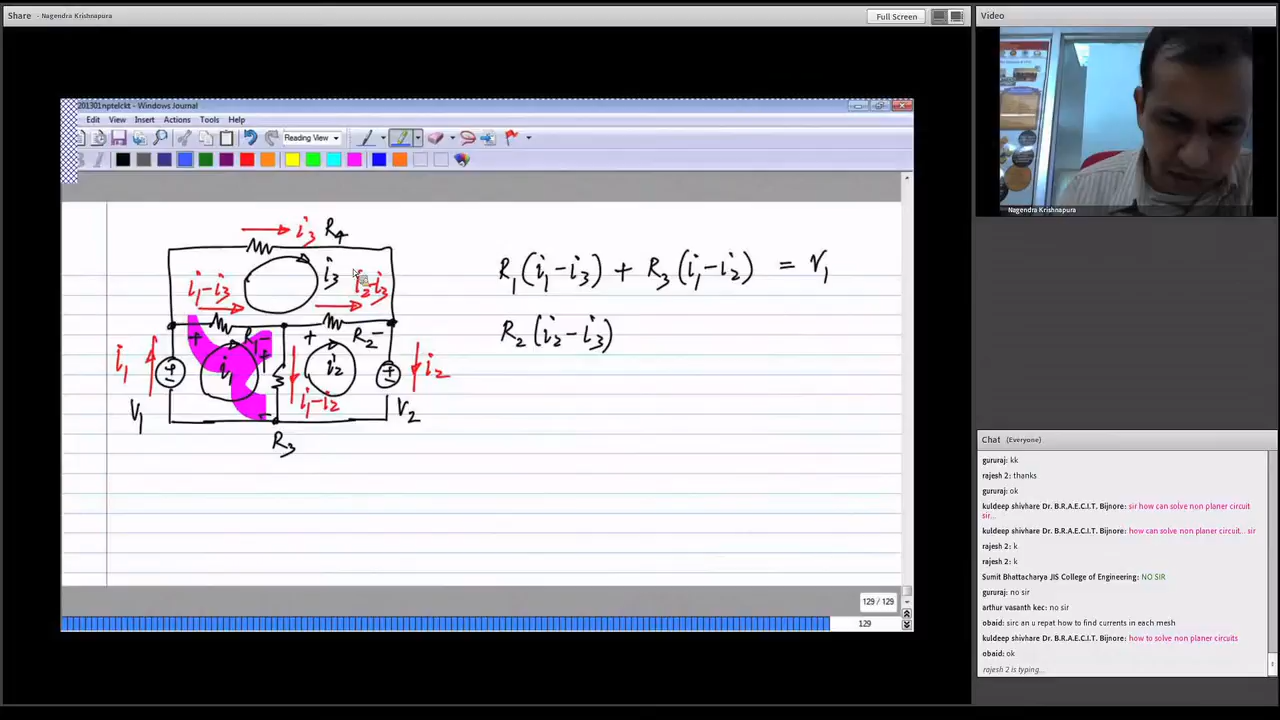 Share - Nagendra Krishnapura
Full Screen
Video
201301nptelckt - Windows Journal
Edit View Insert Actions Tools Help
Reading View
i3 R4
i3
i1-i3
i2-i3
+ R1 - + R2 -
i1
i1
+
i2
i2
i1-i2
V1
V2
-
R3
R1(i1-i3) + R3(i1-i2) = V1
R2(i2-i3)
129 / 129
129
Nagendra Krishnapura
Chat (Everyone)
gururaj: kk
rajesh 2: thanks
gururaj: ok
kuldeep shivhare Dr. B.R.A.E.C.I.T. Bijnore: sir how can solve non planer circuit
sir...
kuldeep shivhare Dr. B.R.A.E.C.I.T. Bijnore: how can solve non planer circuit... sir
rajesh 2: k
rajesh 2: k
Sumit Bhattacharya JIS College of Engineering: NO SIR
gururaj: no sir
arthur vasanth kec: no sir
obaid: sirc an u repat how to find currents in each mesh
kuldeep shivhare Dr. B.R.A.E.C.I.T. Bijnore: how to solve non planer circuits
obaid: ok
rajesh 2 is typing...